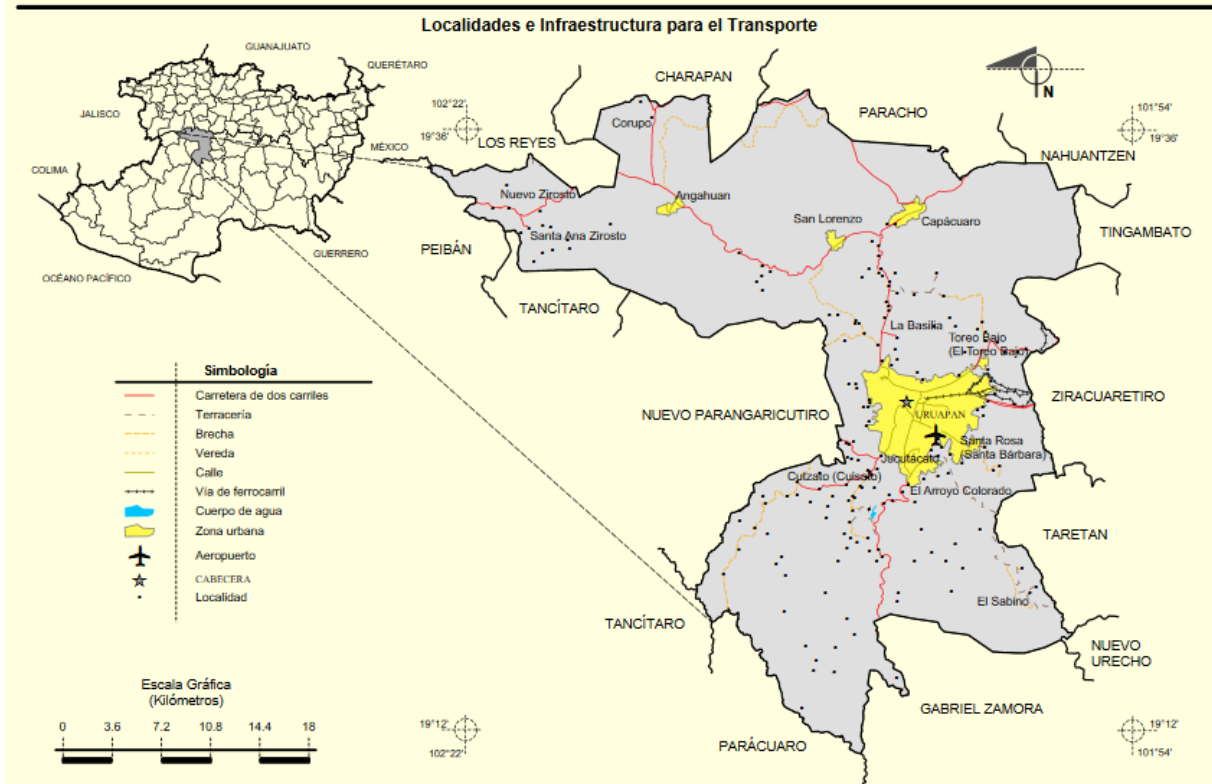 Localidades e Infraestructura para el Transporte
GUANAJUATO
QUERÉTARO
JALISCO
COLIMA
MÉXICO
GUERRERO
OCÉANO PACÍFICO
102°22'
19°36'
CHARAPAN
PARACHO
N
101°54'
19°36'
LOS REYES
NAHUANTZEN
Corupo
Nuevo Zirosto
Angahuan
San Lorenzo
Capácuaro
Santa Ana Zirosto
PEIBÁN
TINGAMBATO
TANCÍTARO
La Basilia
Toreo Bajo
(El Toreo Bajo)
NUEVO PARANGARICUTIRO
ZIRACUARETIRO
URUAPAN
Santa Rosa
(Santa Bárbara)
Jucutácato
Cutzato (Cuisato)
El Arroyo Colorado
TARETAN
El Sabino
TANCÍTARO
NUEVO
URECHO
GABRIEL ZAMORA
PARÁCUARO
Simbología
Carretera de dos carriles
Terracería
Brecha
Vereda
Calle
Vía de ferrocarril
Cuerpo de agua
Zona urbana
Aeropuerto
CABECERA
Localidad
Escala Gráfica
(Kilómetros)
0 3.6 7.2 10.8 14.4 18
19°12'
102°22'
19°12'
101°54'